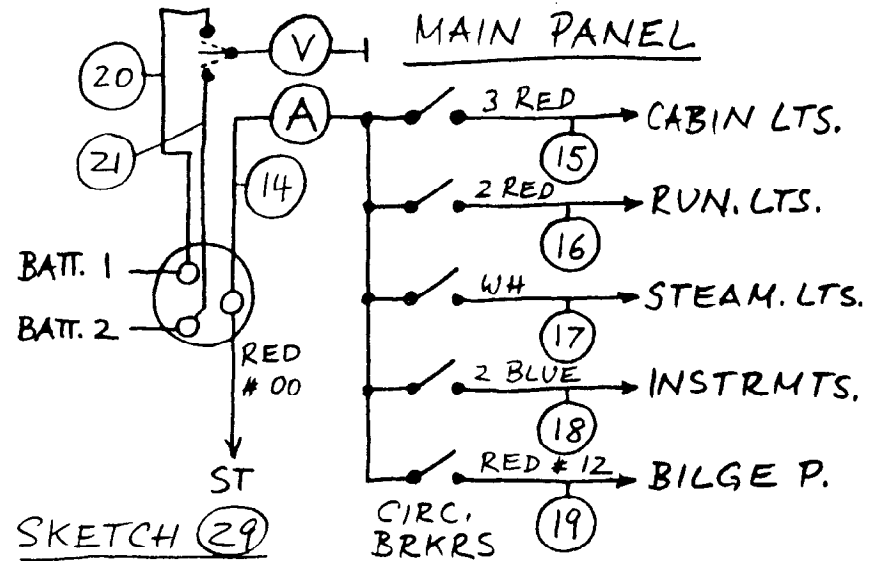 MAIN PANEL
20
V
21
14
A
3 RED
CABIN LTS.
15
2 RED
RUN. LTS.
16
BATT. 1
WH
STEAM. LTS.
17
BATT. 2
RED
# 00
2 BLUE
INSTRMTS.
18
ST
RED # 12
BILGE P.
19
CIRC.
BRKRS
SKETCH 29